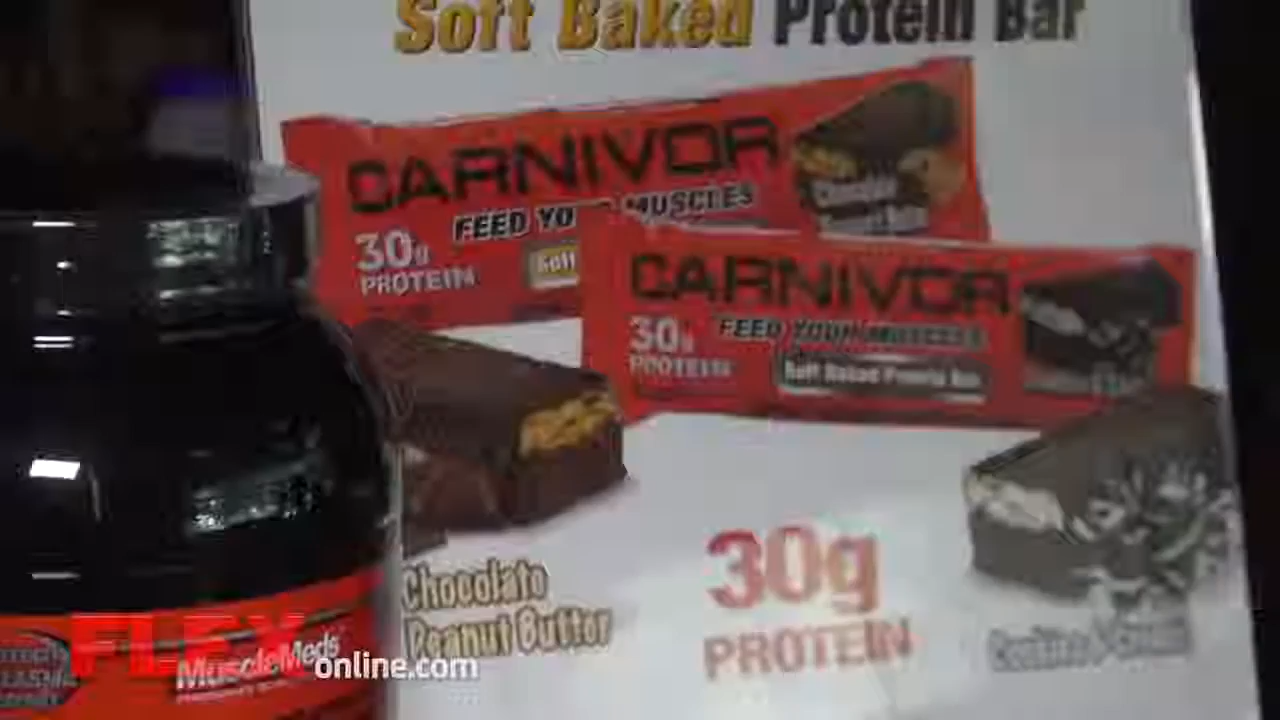 Soft Baked Protein Bar
CARNIVOR
FEED YOUR MUSCLES
30g
PROTEIN
Soft
CARNIVOR
30g
FEED YOUR MUSCLES
PROTEIN
Soft Baked Protein Bar
Chocolate
Peanut Butter
30g
PROTEIN
MuscleMeds
FLEX
online.com